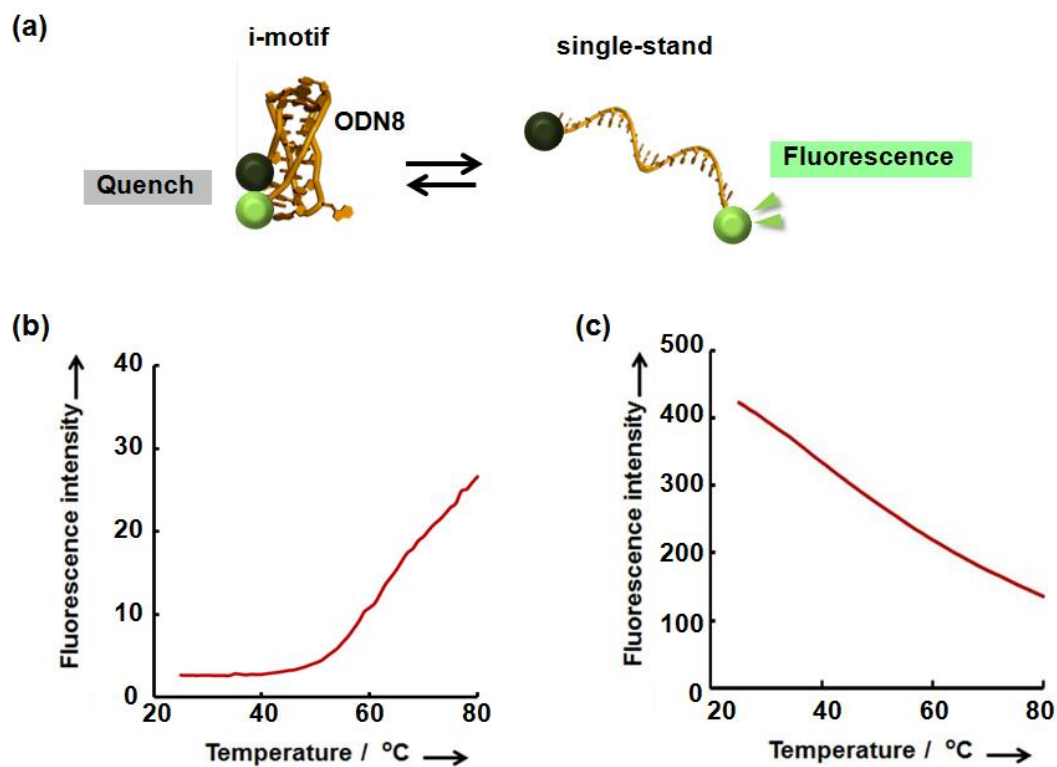 (a)
i-motif
single-stand
ODN8
Quench
Fluorescence
(b)
Fluorescence intensity
40
30
20
10
0
20 40 60 80
Temperature / °C
(c)
Fluorescence intensity
500
400
300
200
100
0
20 40 60 80
Temperature / °C